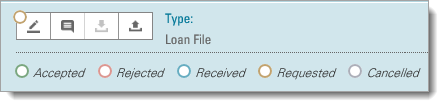 Type:
Loan File
Accepted Rejected Received Requested Cancelled